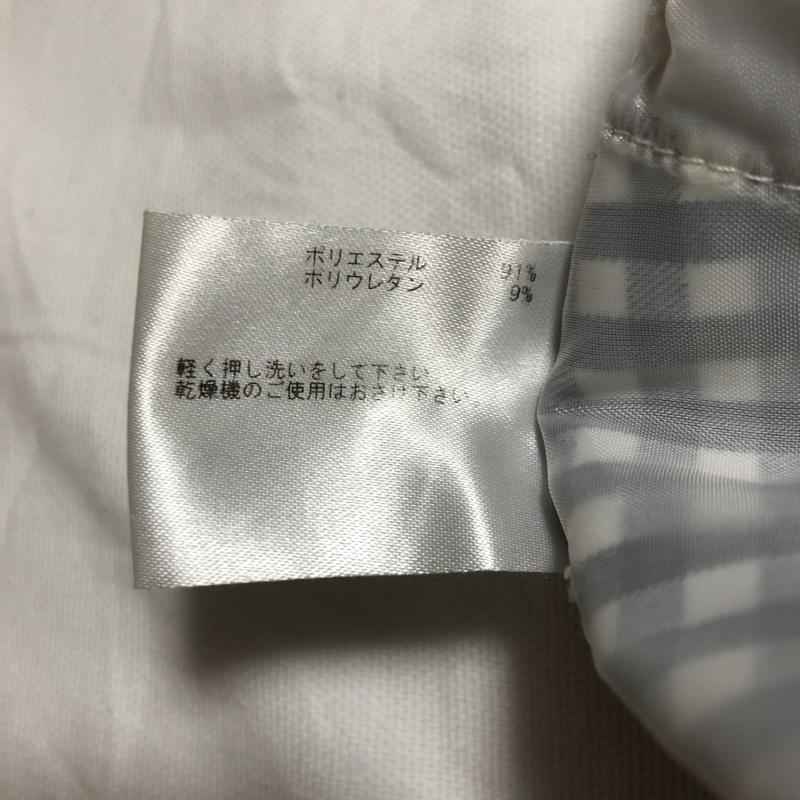 ポリエステル 91%
ポリウレタン 9%
軽く押し洗いをして下さい
乾燥機のご使用はおさけ下さい